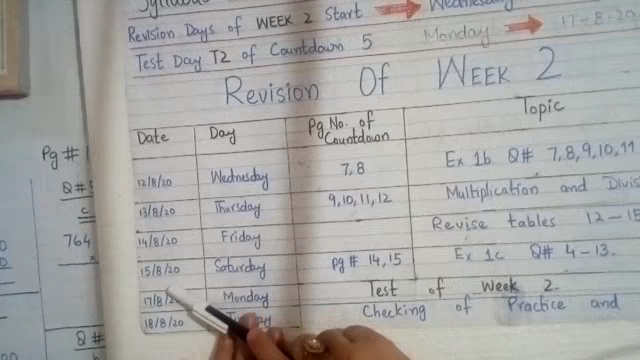 Syllabus
Revision Days of WEEK 2 Start → Wednesday
Test Day T2 of Countdown 5 Monday → 17-8-20
Revision Of WEEK 2
Date Day Pg No. of Countdown Topic
12/8/20 Wednesday 7,8 Ex 1b Q# 7,8,9,10,11
13/8/20 Thursday 9,10,11,12 Multiplication and Divis
14/8/20 Friday Revise tables 12-15
15/8/20 Saturday Pg # 14,15 Ex 1c Q# 4-13.
17/8/2 Monday Test of Week 2.
18/8/20 Checking of Practice and
Pg #
Q#
c
764
Q#